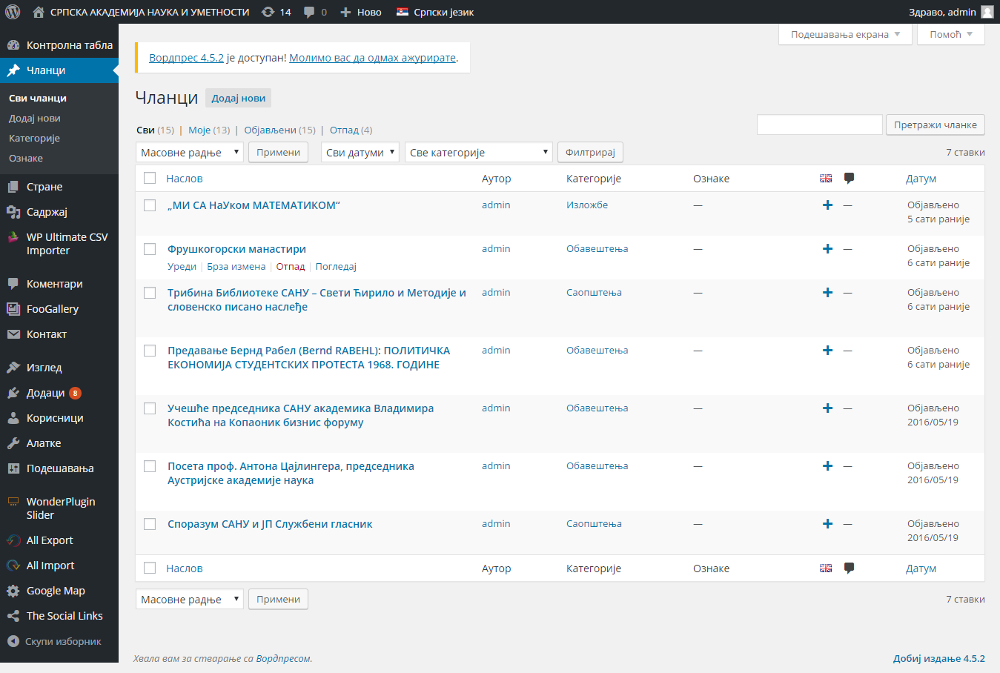 СРПСКА АКАДЕМИЈА НАУКА И УМЕТНОСТИ 14 0 Ново Српски језик Здраво, admin
Подешавања екрана Помоћ
Контролна табла
Чланци
Сви чланци
Додај нови
Категорије
Ознаке
Стране
Садржај
WP Ultimate CSV
Importer
Коментари
FooGallery
Контакт
Изглед
Додаци 8
Корисници
Алатке
Подешавања
WonderPlugin
Slider
All Export
All Import
Google Map
The Social Links
Скупи изборник
Вордпрес 4.5.2 је доступан! Молимо вас да одмах ажурирате.
Чланци Додај нови
Сви (15) | Моје (13) | Објављени (15) | Отпад (4)
Претражи чланке
Масовне радње Примени Сви датуми Све категорије Филтрирај 7 ставки
Наслов Аутор Категорије Ознаке Датум
„МИ СА НаУком МАТЕМАТИКОМ“ admin Изложбе — — Објављено
5 сати раније
Фрушкогорски манастири admin Обавештења — — Објављено
Уреди | Брза измена | Отпад | Погледај 6 сати раније
Трибина Библиотеке САНУ – Свети Ћирило и Методије и admin Саопштења — — Објављено
словенско писано наслеђе 6 сати раније
Предавање Бернд Рабел (Bernd RABEHL): ПОЛИТИЧКА admin Обавештења — — Објављено
ЕКОНОМИЈА СТУДЕНТСКИХ ПРОТЕСТА 1968. ГОДИНЕ 6 сати раније
Учешће председника САНУ академика Владимира admin Обавештења — — Објављено
Костића на Копаоник бизнис форуму 2016/05/19
Посета проф. Антона Цајлингера, председника admin Обавештења — — Објављено
Аустријске академије наука 2016/05/19
Споразум САНУ и ЈП Службени гласник admin Саопштења — — Објављено
2016/05/19
Наслов Аутор Категорије Ознаке Датум
Масовне радње Примени 7 ставки
Хвала вам за стварање са Вордпресом. Добиј издање 4.5.2